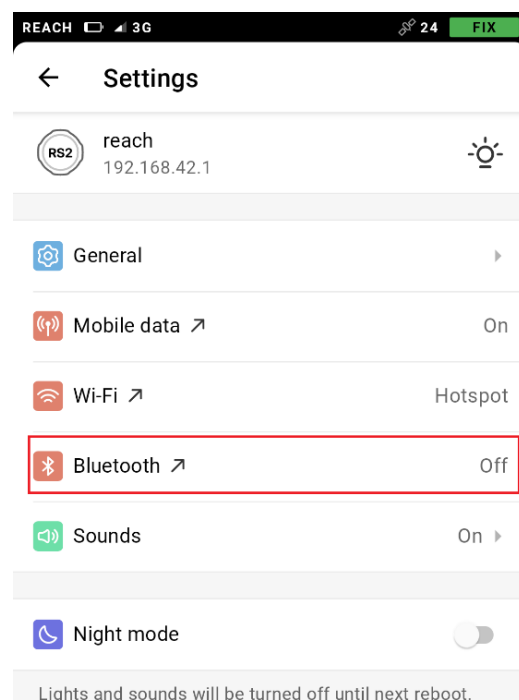 REACH 3G 24 FIX
Settings
RS2
reach
192.168.42.1
General
Mobile data On
Wi-Fi Hotspot
Bluetooth Off
Sounds On
Night mode
Lights and sounds will be turned off until next reboot.